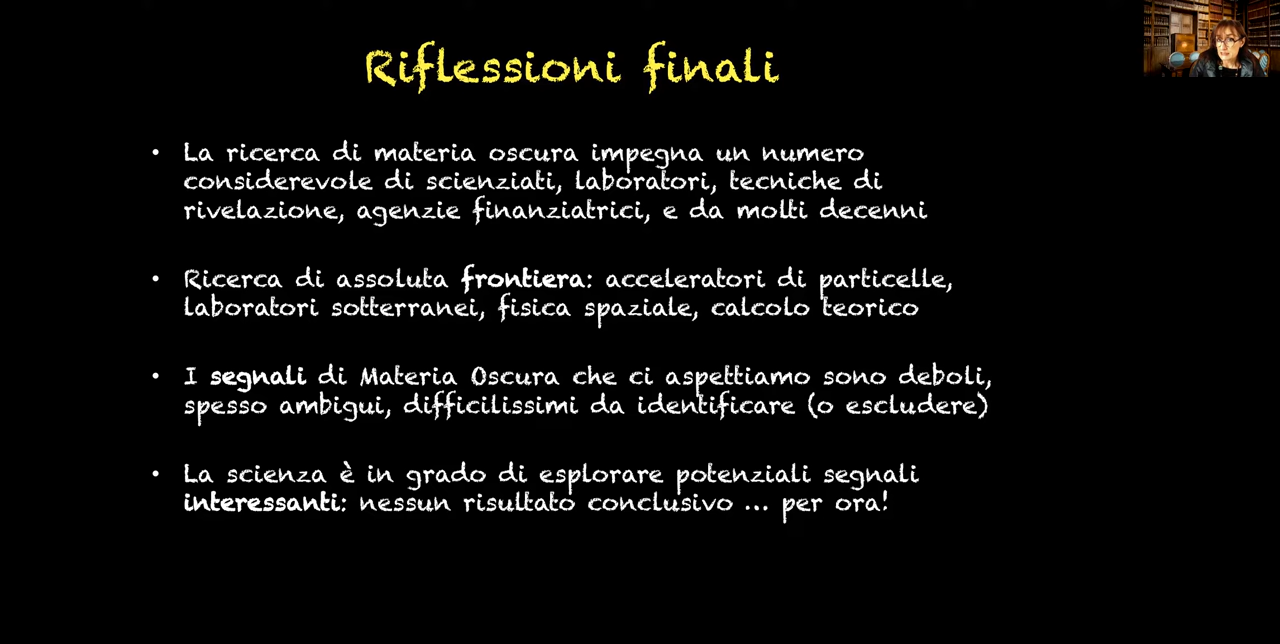 Riflessioni finali
• La ricerca di materia oscura impegna un numero
considerevole di scienziati, laboratori, tecniche di
rivelazione, agenzie finanziatrici, e da molti decenni
• Ricerca di assoluta frontiera: acceleratori di particelle,
laboratori sotterranei, fisica spaziale, calcolo teorico
• I segnali di Materia Oscura che ci aspettiamo sono deboli,
spesso ambigui, difficilissimi da identificare (o escludere)
• La scienza è in grado di esplorare potenziali segnali
interessanti: nessun risultato conclusivo ... per ora!